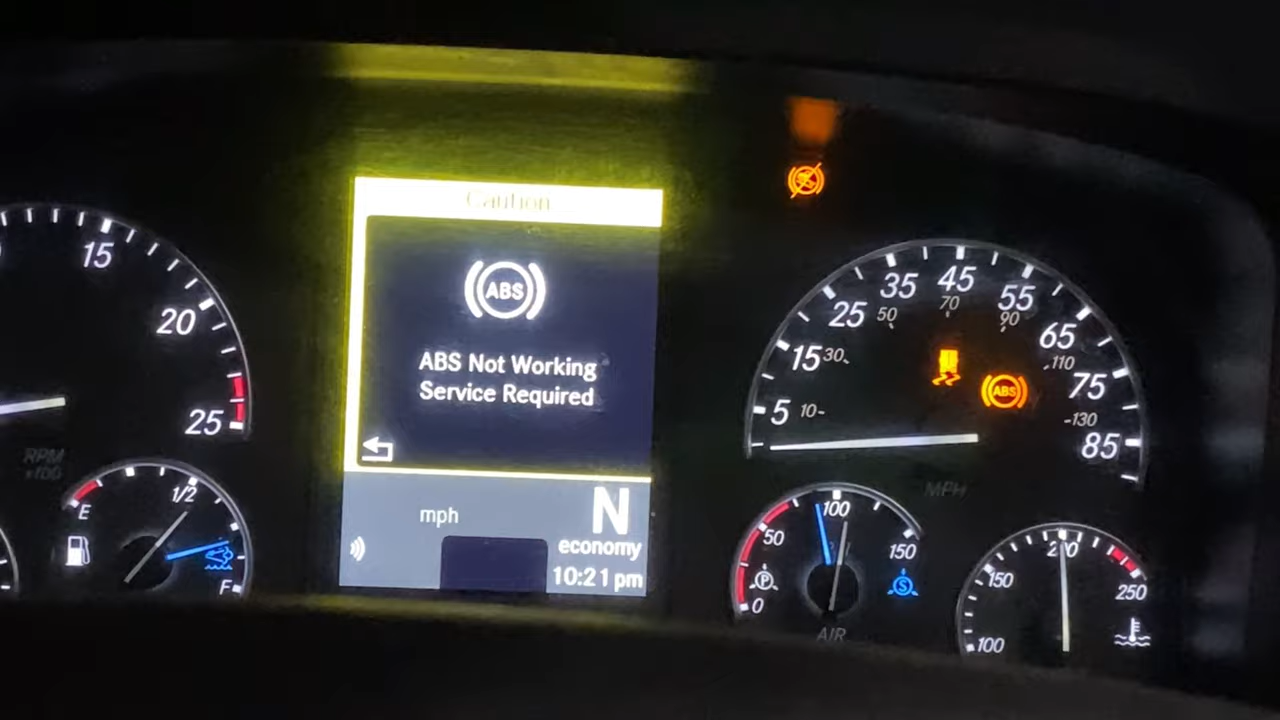 Caution
ABS
ABS Not Working
Service Required
mph
N
economy
10:21 pm
15
20
25
RPM
x100
E
1/2
F
5
15
25
35
45
55
65
75
85
10
30
50
70
90
110
130
ABS
MPH
0
50
100
150
P
S
AIR
100
150
200
250